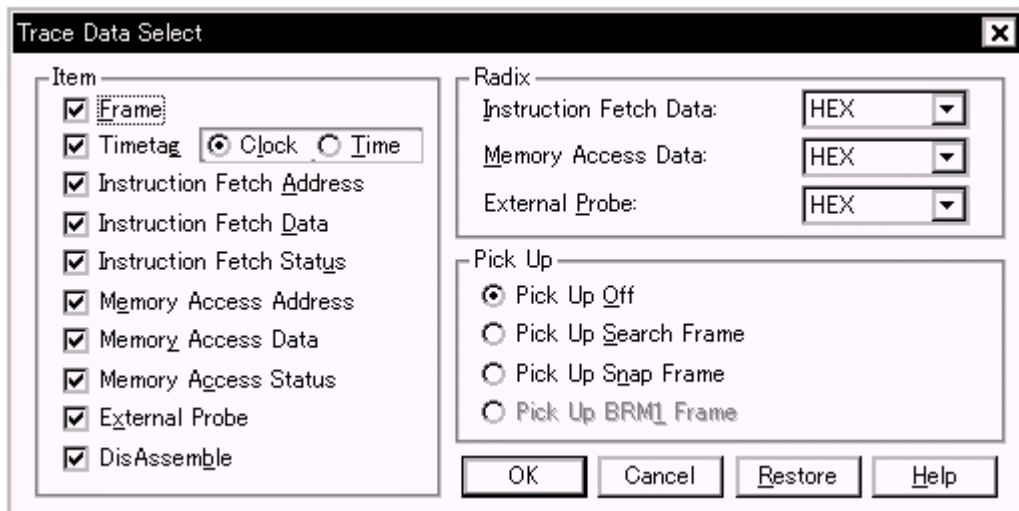 Trace Data Select
Item
Frame
Timetag Clock Time
Instruction Fetch Address
Instruction Fetch Data
Instruction Fetch Status
Memory Access Address
Memory Access Data
Memory Access Status
External Probe
DisAssemble
Radix
Instruction Fetch Data: HEX
Memory Access Data: HEX
External Probe: HEX
Pick Up
Pick Up Off
Pick Up Search Frame
Pick Up Snap Frame
Pick Up BRM1 Frame
OK Cancel Restore Help